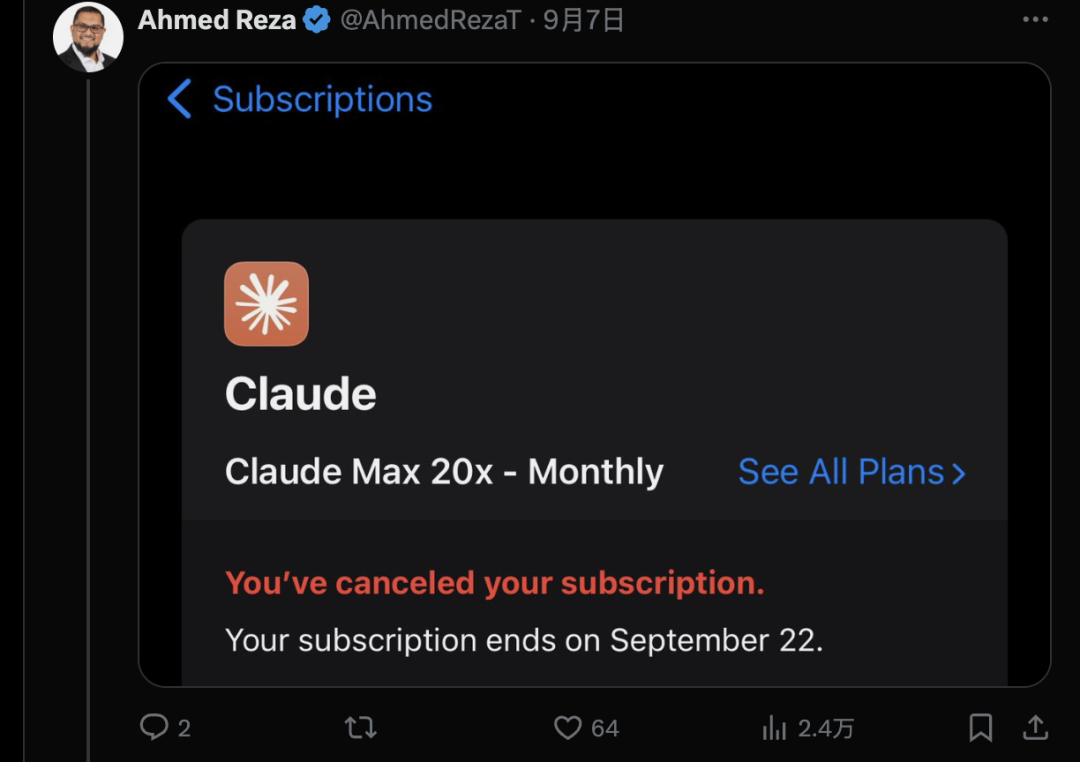 Ahmed Reza @AhmedRezaT · 9月7日
Subscriptions
Claude
Claude Max 20x - Monthly See All Plans
You've canceled your subscription.
Your subscription ends on September 22.
2 64 2.4万